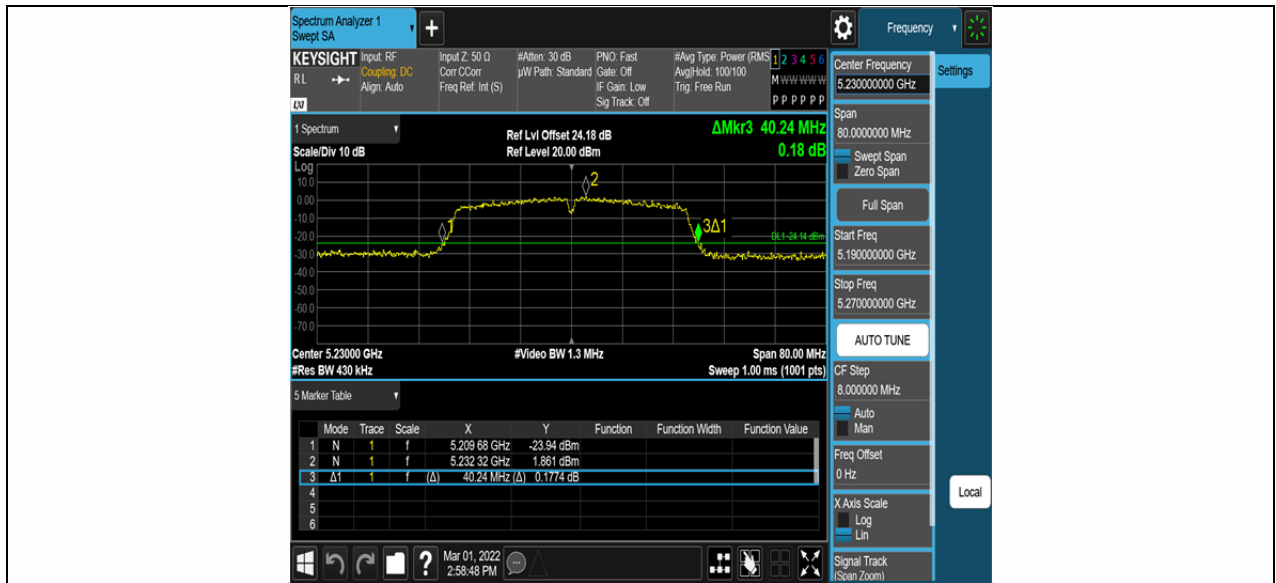 Spectrum Analyzer 1
Swept SA
+
Frequency
KEYSIGHT
RL
LXI
Input: RF
Coupling: DC
Align: Auto
Input Z: 50 Ω
Corr CCorr
Freq Ref: Int (S)
#Atten: 30 dB
µW Path: Standard
PNO: Fast
Gate: Off
IF Gain: Low
Sig Track: Off
#Avg Type: Power (RMS
Avg|Hold: 100/100
Trig: Free Run
1 2 3 4 5 6
M W W W W W
P P P P P P
1 Spectrum
Scale/Div 10 dB
Ref Lvl Offset 24.18 dB
Ref Level 20.00 dBm
ΔMkr3 40.24 MHz
0.18 dB
Log
10.0
0.00
-10.0
-20.0
-30.0
-40.0
-50.0
-60.0
-70.0
1
2
3Δ1
DL1 -24.14 dBm
Center 5.23000 GHz
#Video BW 1.3 MHz
Span 80.00 MHz
#Res BW 430 kHz
Sweep 1.00 ms (1001 pts)
5 Marker Table
Mode Trace Scale X Y Function Function Width Function Value
1 N 1 f 5.209 68 GHz -23.94 dBm
2 N 1 f 5.232 32 GHz 1.861 dBm
3 Δ1 1 f (Δ) 40.24 MHz (Δ) 0.1774 dB
4
5
6
?
Mar 01, 2022
2:58:48 PM
Center Frequency
5.230000000 GHz
Span
80.0000000 MHz
Swept Span
Zero Span
Full Span
Start Freq
5.190000000 GHz
Stop Freq
5.270000000 GHz
AUTO TUNE
CF Step
8.000000 MHz
Auto
Man
Freq Offset
0 Hz
X Axis Scale
Log
Lin
Signal Track
(Span Zoom)
Settings
Local